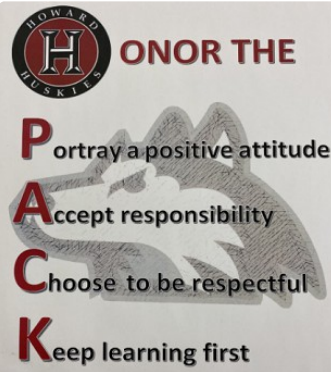 HOWARD
H
HUSKIES
ONOR THE
Portray a positive attitude
Accept responsibility
Choose to be respectful
Keep learning first